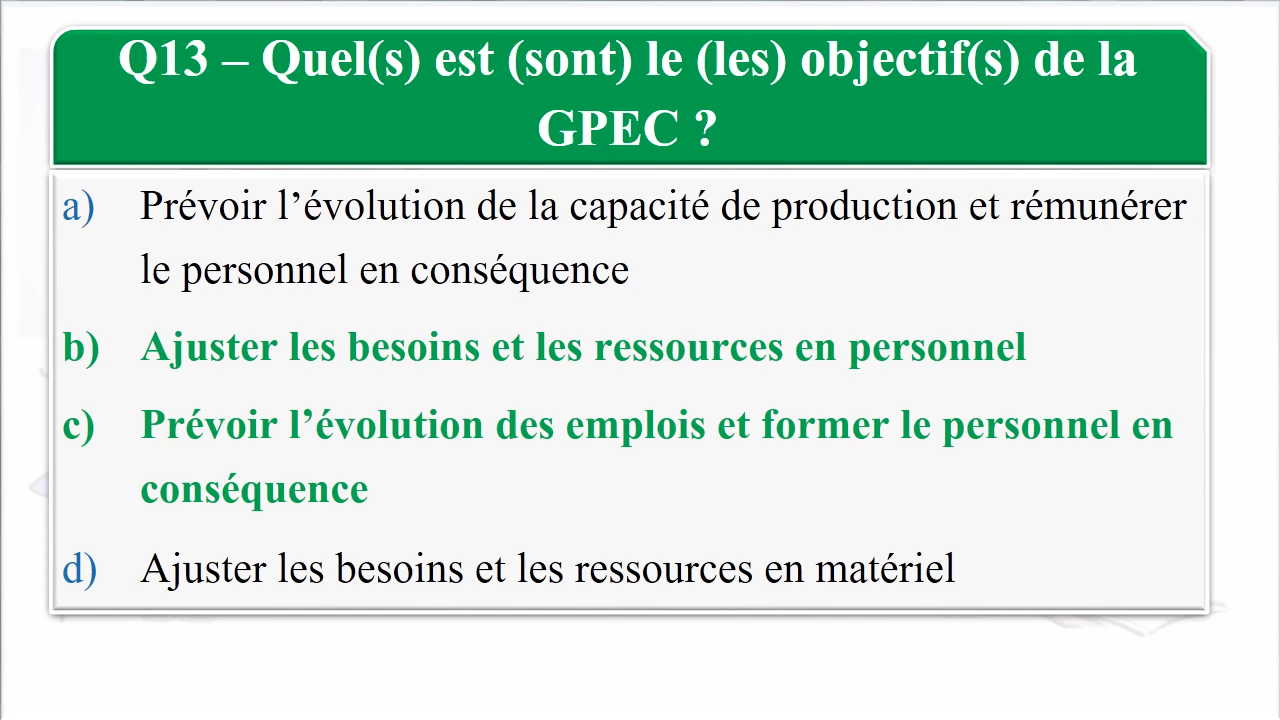 Q13 – Quel(s) est (sont) le (les) objectif(s) de la
GPEC ?
a) Prévoir l’évolution de la capacité de production et rémunérer
le personnel en conséquence
b) Ajuster les besoins et les ressources en personnel
c) Prévoir l’évolution des emplois et former le personnel en
conséquence
d) Ajuster les besoins et les ressources en matériel